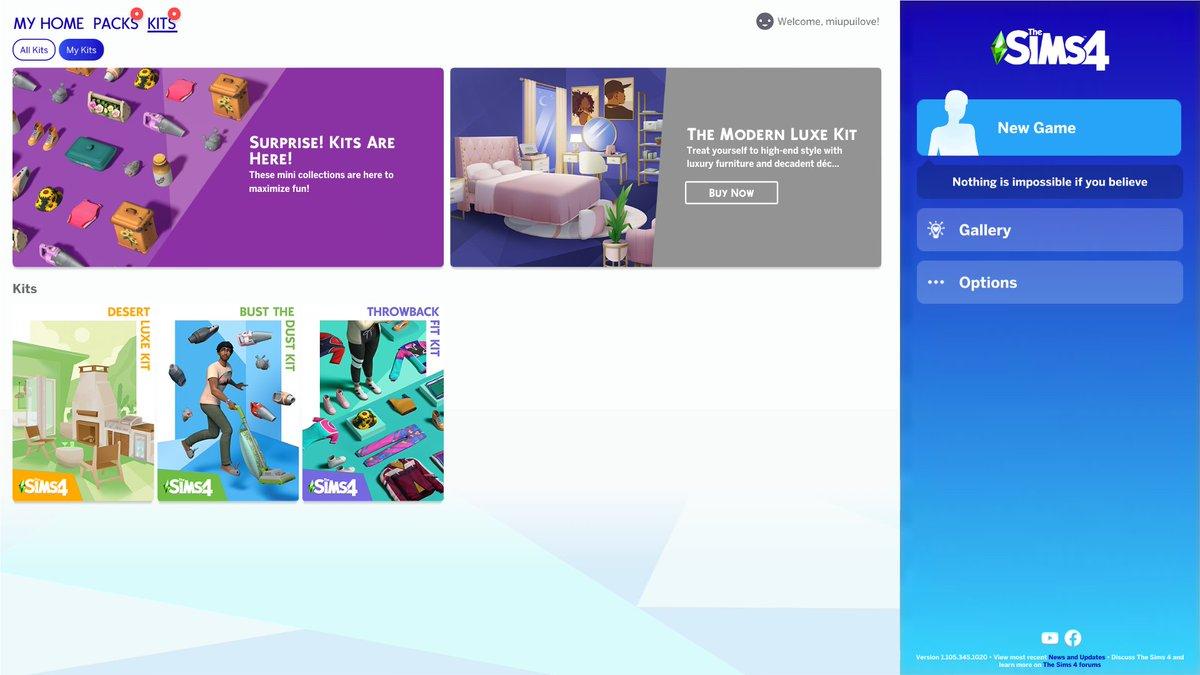 MY HOME PACKS KITS
Welcome, miupuilove!
All Kits
My Kits
Surprise! Kits Are
Here!
These mini collections are here to
maximize fun!
The Modern Luxe Kit
Treat yourself to high-end style with
luxury furniture and decadent déc...
Buy Now
Kits
DESERT
LUXE KIT
The SIMS 4
BUST THE
DUST KIT
The SIMS 4
THROWBACK
FIT KIT
The SIMS 4
The SIMS 4
New Game
Nothing is impossible if you believe
Gallery
Options
Version 1.105.345.1020 • View most recent News and Updates • Discuss The Sims 4 and
learn more on The Sims 4 forums